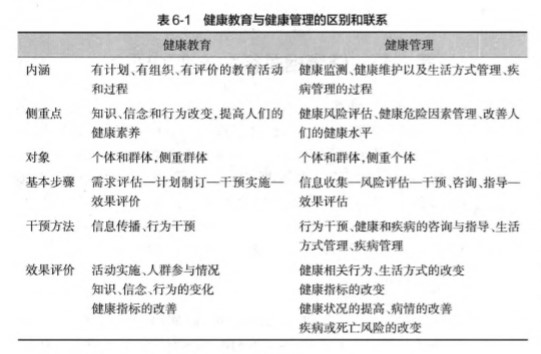 表 6-1 健康教育与健康管理的区别和联系
健康教育 健康管理
内涵 有计划、有组织、有评价的教育活动 健康监测、健康维护以及生活方式管理、疾
和过程 病管理的过程
侧重点 知识、信念和行为改变,提高人们的 健康风险评估、健康危险因素管理、改善人
健康素养 们的健康水平
对象 个体和群体,侧重群体 个体和群体,侧重个体
基本步骤 需求评估—计划制订—干预实施— 信息收集—风险评估—干预、咨询、指导—
效果评价 效果评估
干预方法 信息传播、行为干预 行为干预、健康和疾病的咨询与指导、生活
方式管理、疾病管理
效果评价 活动实施、人群参与情况 健康相关行为、生活方式的改变
知识、信念、行为的变化 健康指标的改变
健康指标的改善 健康状况的提高、病情的改善
疾病或死亡风险的改变